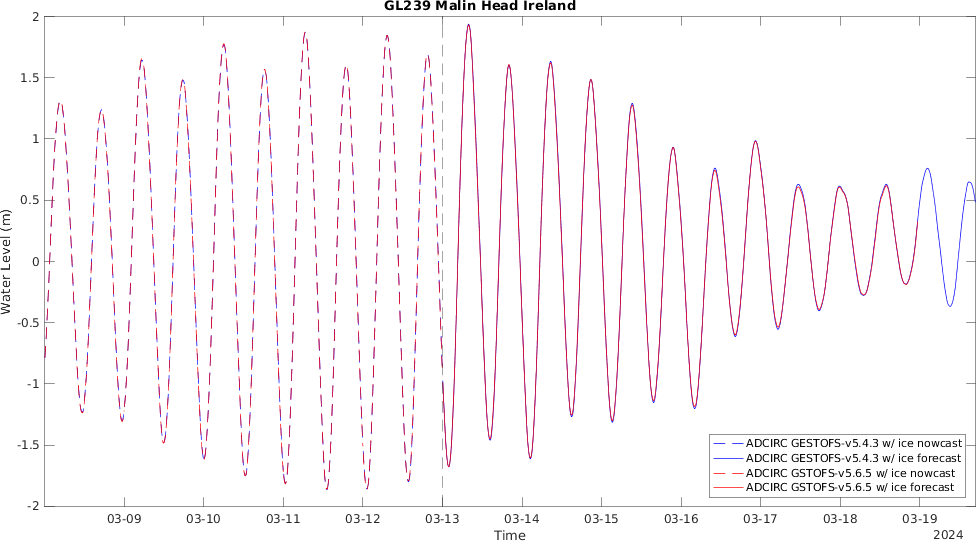 GL239 Malin Head Ireland
2
1.5
1
0.5
0
-0.5
-1
-1.5
-2
Water Level (m)
ADCIRC GESTOFS-v5.4.3 w/ ice nowcast
ADCIRC GESTOFS-v5.4.3 w/ ice forecast
ADCIRC GSTOFS-v5.6.5 w/ ice nowcast
ADCIRC GSTOFS-v5.6.5 w/ ice forecast
03-09 03-10 03-11 03-12 03-13 03-14 03-15 03-16 03-17 03-18 03-19
Time
2024